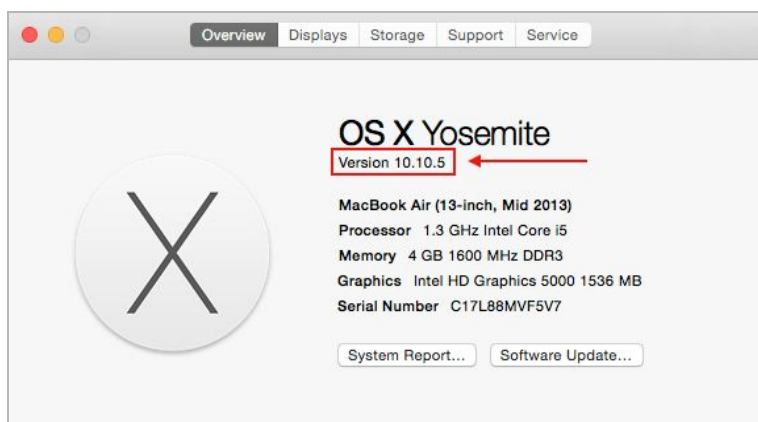 Overview Displays Storage Support Service
OS X Yosemite
Version 10.10.5
MacBook Air (13-inch, Mid 2013)
Processor 1.3 GHz Intel Core i5
Memory 4 GB 1600 MHz DDR3
Graphics Intel HD Graphics 5000 1536 MB
Serial Number C17L88MVF5V7
System Report... Software Update...